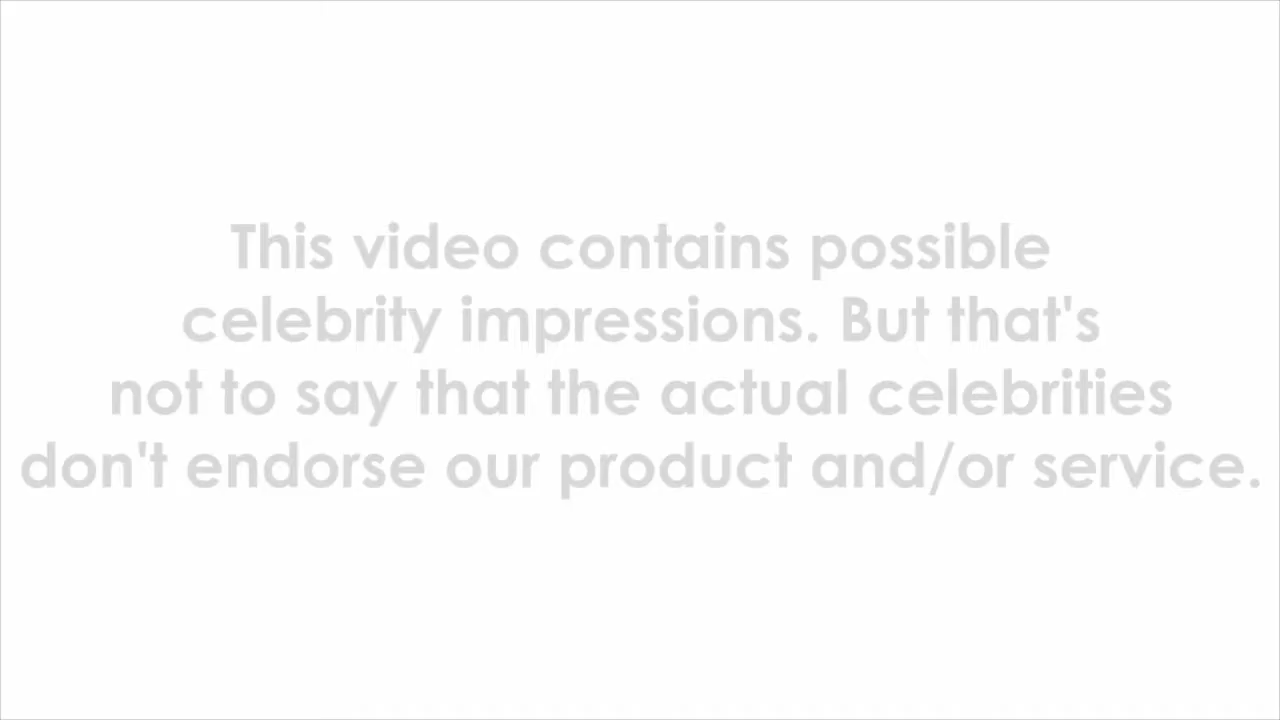 This video contains possible
celebrity impressions. But that's
not to say that the actual celebrities
don't endorse our product and/or service.